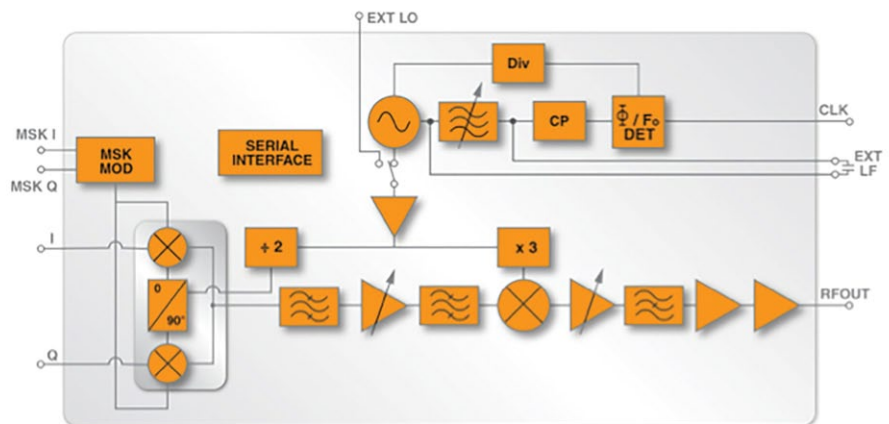 EXT LO
Div
CLK
CP
Φ / Fo
DET
EXT
LF
MSK I
MSK Q
MSK
MOD
SERIAL
INTERFACE
I
÷ 2
x 3
0
90°
RFOUT
Q